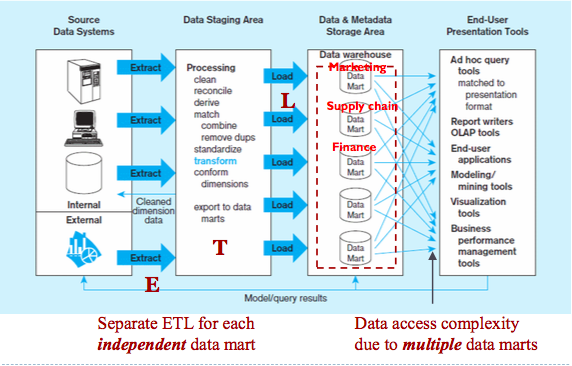 Source
Data Systems
Data Staging Area
Data & Metadata
Storage Area
End-User
Presentation Tools
Extract
Extract
Extract
Extract
Internal
External
Processing
clean
reconcile
derive
match
combine
remove dups
standardize
transform
conform
dimensions
export to data
marts
Cleaned
dimension
data
T
E
Load
Load
Load
Load
Load
L
Data warehouse
Marketing
Data
Mart
Supply chain
Data
Mart
Finance
Data
Mart
Data
Mart
Data
Mart
Ad hoc query
tools
matched to
presentation
format
Report writers
OLAP tools
End-user
applications
Modeling/
mining tools
Visualization
tools
Business
performance
management
tools
Model/query results
Separate ETL for each
independent data mart
Data access complexity
due to multiple data marts